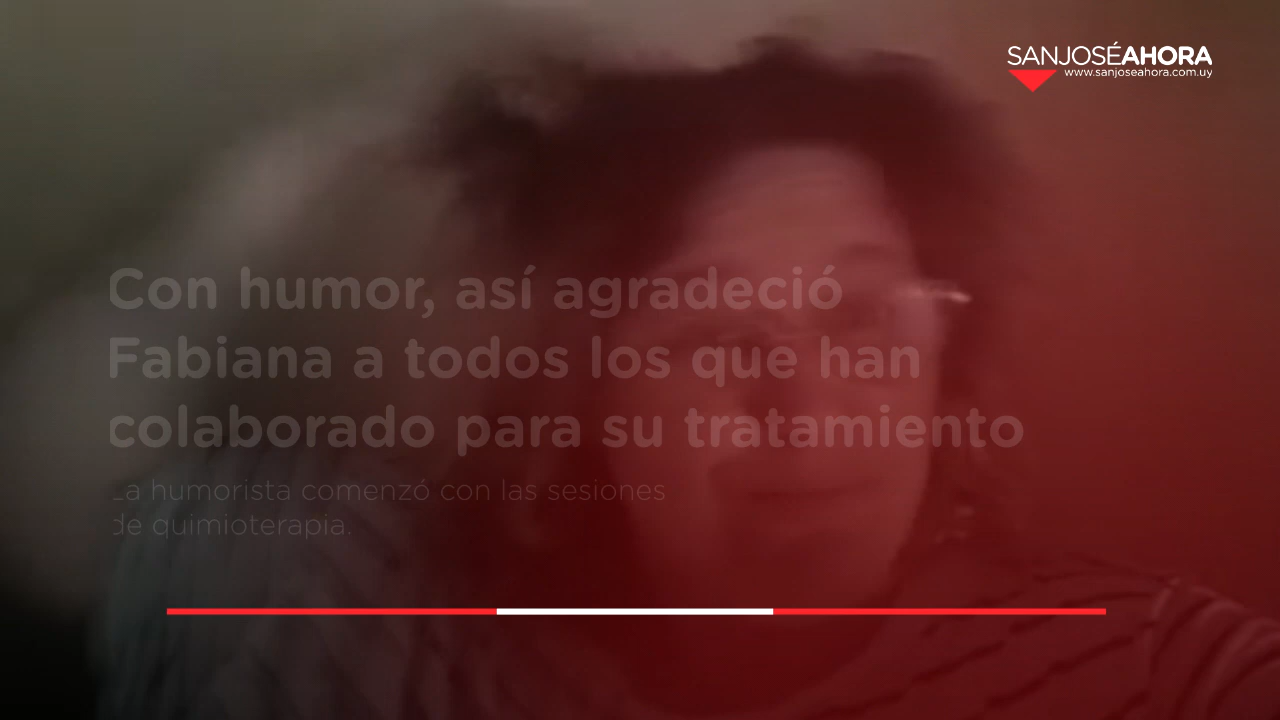 SANJOSÉAHORA
www.sanjoseahora.com.uy
Con humor, así agradeció
Fabiana a todos los que han
colaborado para su tratamiento
La humorista comenzó con las sesiones
de quimioterapia.